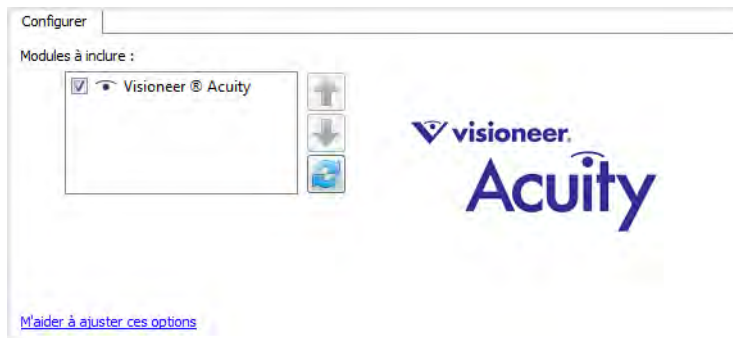 Configurer
Modules à inclure :
Visioneer ® Acuity
visioneer.
Acuity
M'aider à ajuster ces options